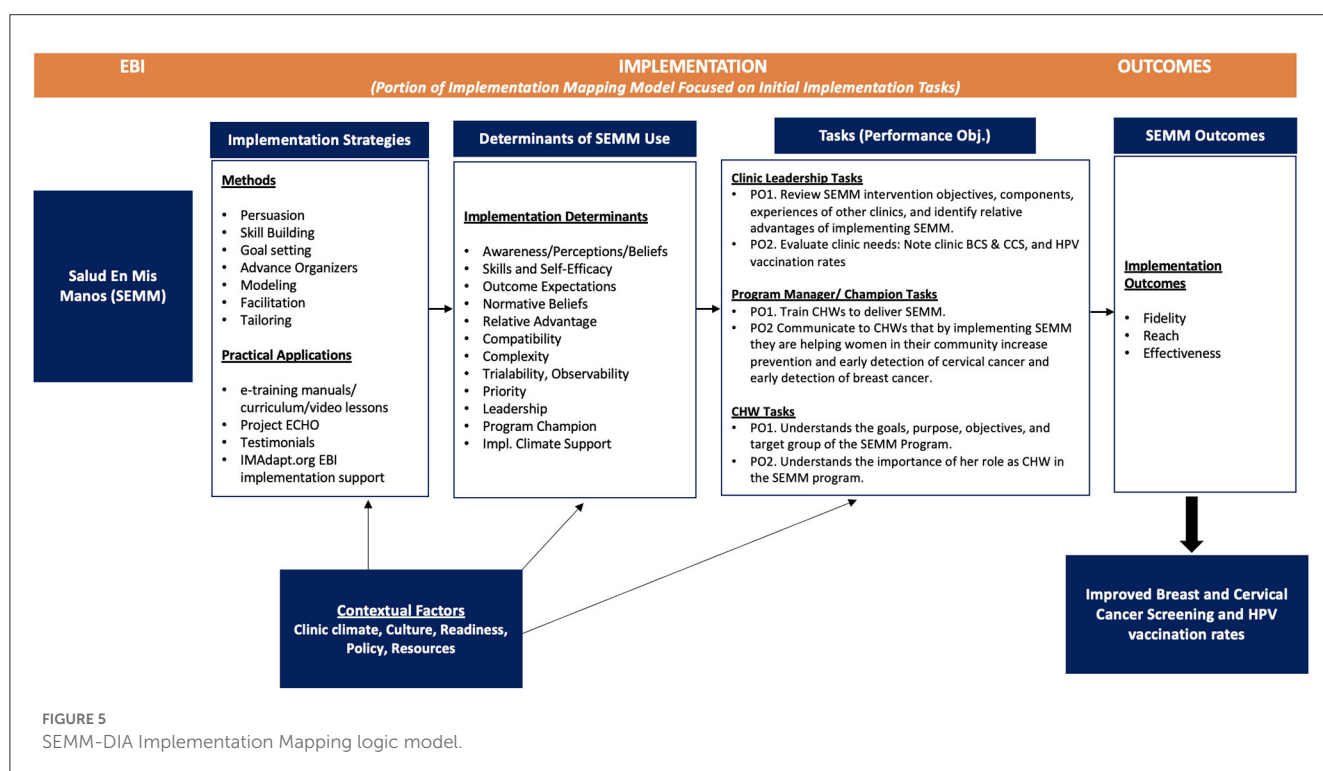 EBI
IMPLEMENTATION
OUTCOMES
(Portion of Implementation Mapping Model Focused on Initial Implementation Tasks)
Salud En Mis
Manos (SEMM)
Implementation Strategies
Methods
• Persuasion
• Skill Building
• Goal setting
• Advance Organizers
• Modeling
• Facilitation
• Tailoring
Practical Applications
• e-training manuals/
curriculum/video lessons
• Project ECHO
• Testimonials
• IMAdapt.org EBI
implementation support
Determinants of SEMM Use
Implementation Determinants
• Awareness/Perceptions/Beliefs
• Skills and Self-Efficacy
• Outcome Expectations
• Normative Beliefs
• Relative Advantage
• Compatibility
• Complexity
• Trialability, Observability
• Priority
• Leadership
• Program Champion
• Impl. Climate Support
Tasks (Performance Obj.)
Clinic Leadership Tasks
• PO1. Review SEMM intervention objectives, components,
experiences of other clinics, and identify relative
advantages of implementing SEMM.
• PO2. Evaluate clinic needs: Note clinic BCS & CCS, and HPV
vaccination rates
Program Manager/ Champion Tasks
• PO1. Train CHWs to deliver SEMM.
• PO2 Communicate to CHWs that by implementing SEMM
they are helping women in their community increase
prevention and early detection of cervical cancer and
early detection of breast cancer.
CHW Tasks
• PO1. Understands the goals, purpose, objectives, and
target group of the SEMM Program.
• PO2. Understands the importance of her role as CHW in
the SEMM program.
SEMM Outcomes
Implementation
Outcomes
• Fidelity
• Reach
• Effectiveness
Contextual Factors
Clinic climate, Culture, Readiness,
Policy, Resources
Improved Breast and Cervical
Cancer Screening and HPV
vaccination rates
FIGURE 5
SEMM-DIA Implementation Mapping logic model.